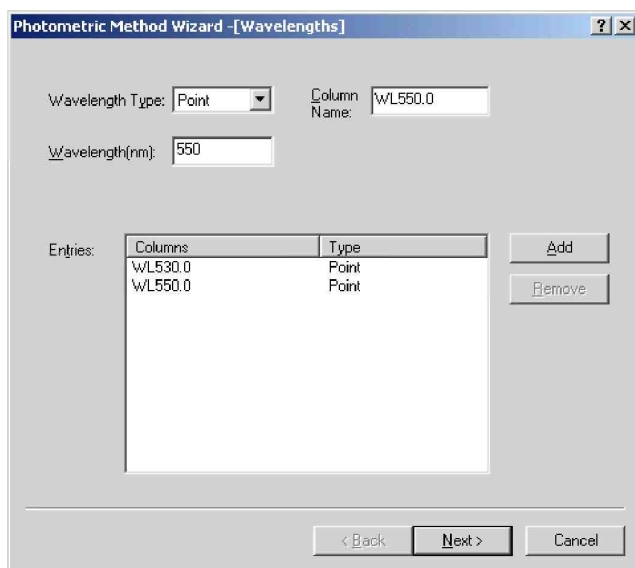 Photometric Method Wizard -[Wavelengths]
Wavelength Type: Point
Column Name: WL550.0
Wavelength(nm): 550
Entries:
Columns Type
WL530.0 Point
WL550.0 Point
Add
Remove
< Back Next > Cancel